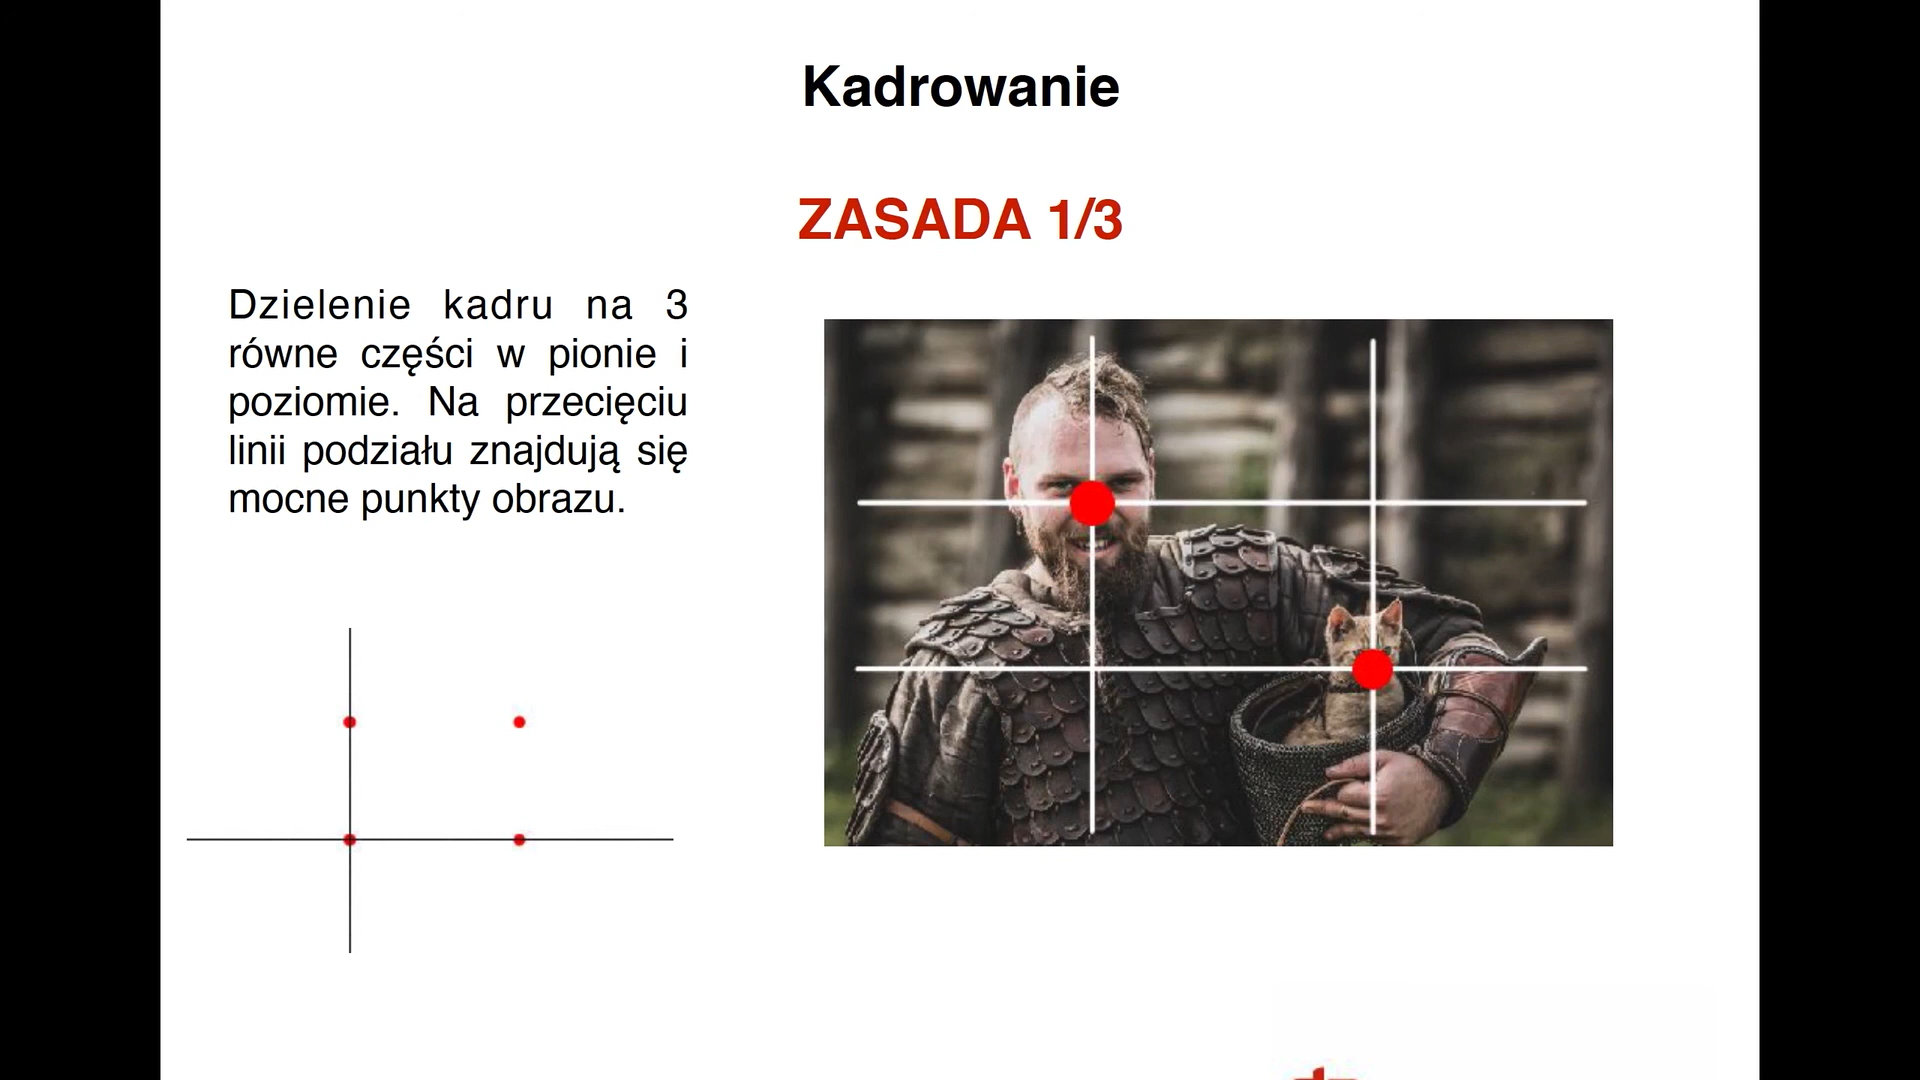 Kadrowanie
ZASADA 1/3
Dzielenie kadru na 3
równe części w pionie i
poziomie. Na przecięciu
linii podziału znajdują się
mocne punkty obrazu.